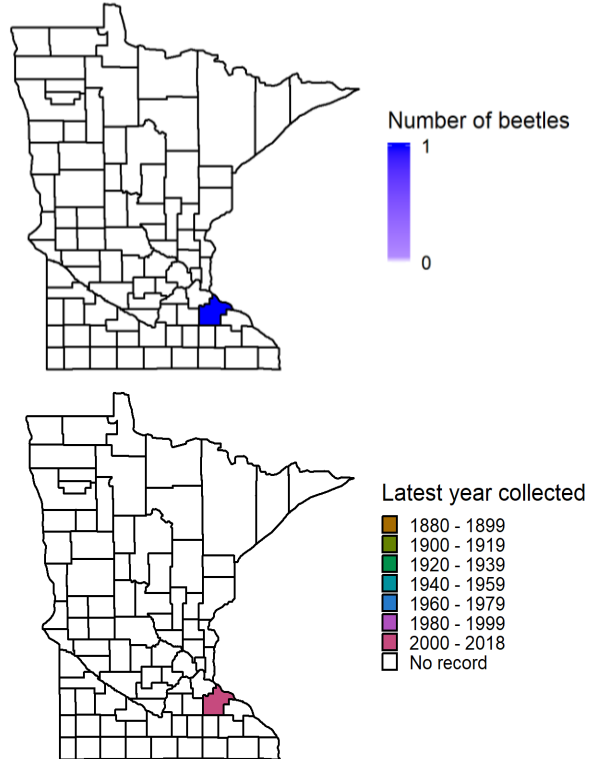 Number of beetles
1
0
Latest year collected
1880 - 1899
1900 - 1919
1920 - 1939
1940 - 1959
1960 - 1979
1980 - 1999
2000 - 2018
No record